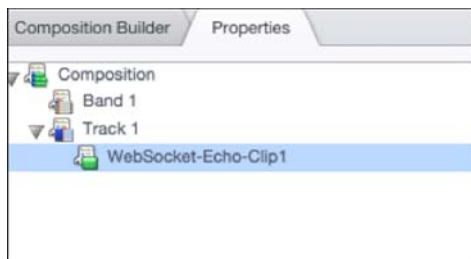 Composition Builder
Properties
Composition
Band 1
Track 1
WebSocket-Echo-Clip1